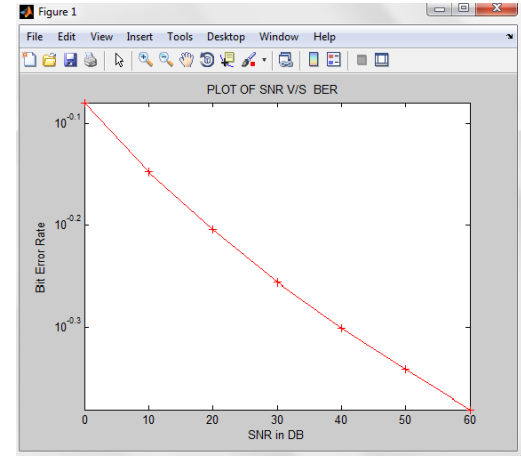 Figure 1
File Edit View Insert Tools Desktop Window Help
PLOT OF SNR V/S BER
10^-0.1
10^-0.2
10^-0.3
Bit Error Rate
0 10 20 30 40 50 60
SNR in DB